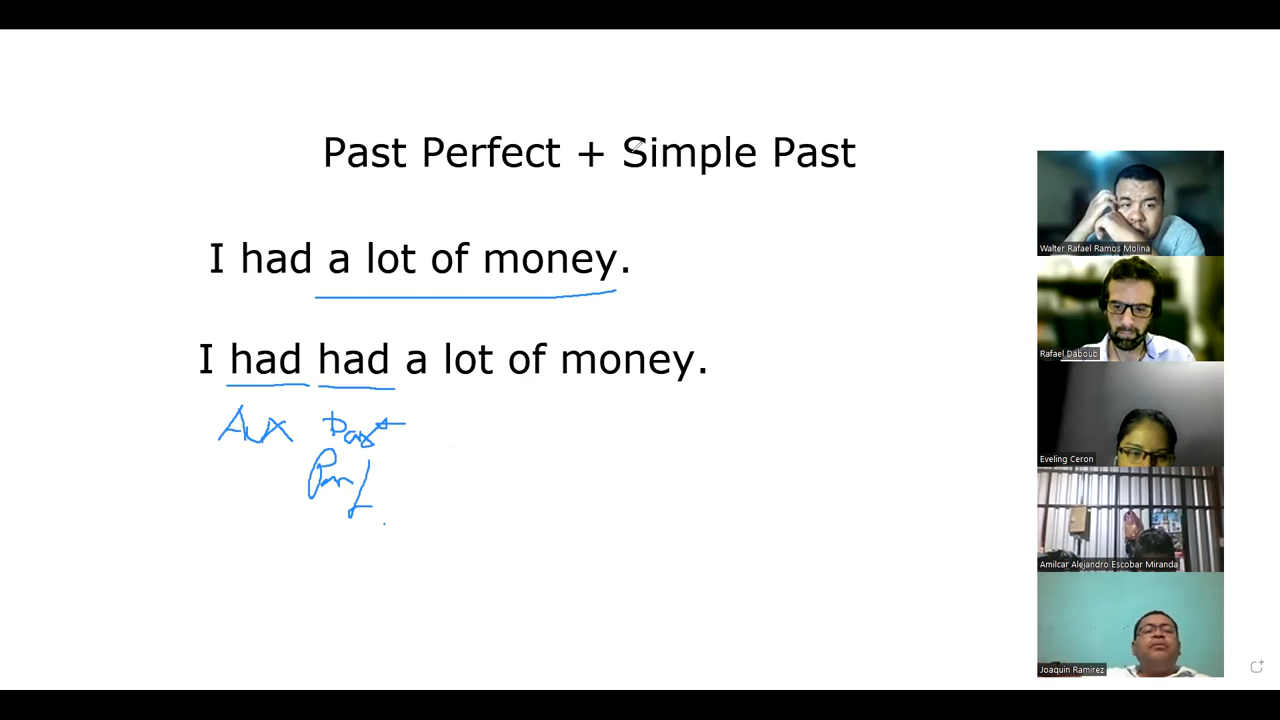 Past Perfect + Simple Past
I had a lot of money.
I had had a lot of money.
Aux Past
Part
Walter Rafael Ramos Molina
Rafael Daboub
Eveling Ceron
Amilcar Alejandro Escobar Miranda
Joaquin Ramirez